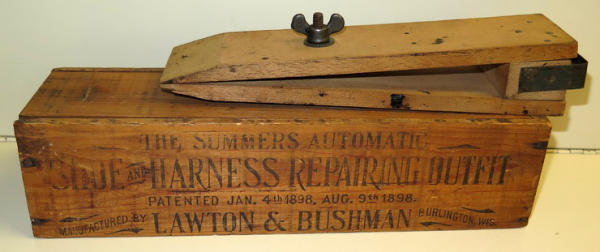 THE SUMMERS AUTOMATIC
SHOE AND HARNESS REPAIRING OUTFIT
PATENTED JAN. 4TH 1898. AUG. 9TH 1898.
MANUFACTURED BY LAWTON & BUSHMAN BURLINGTON, WIS.